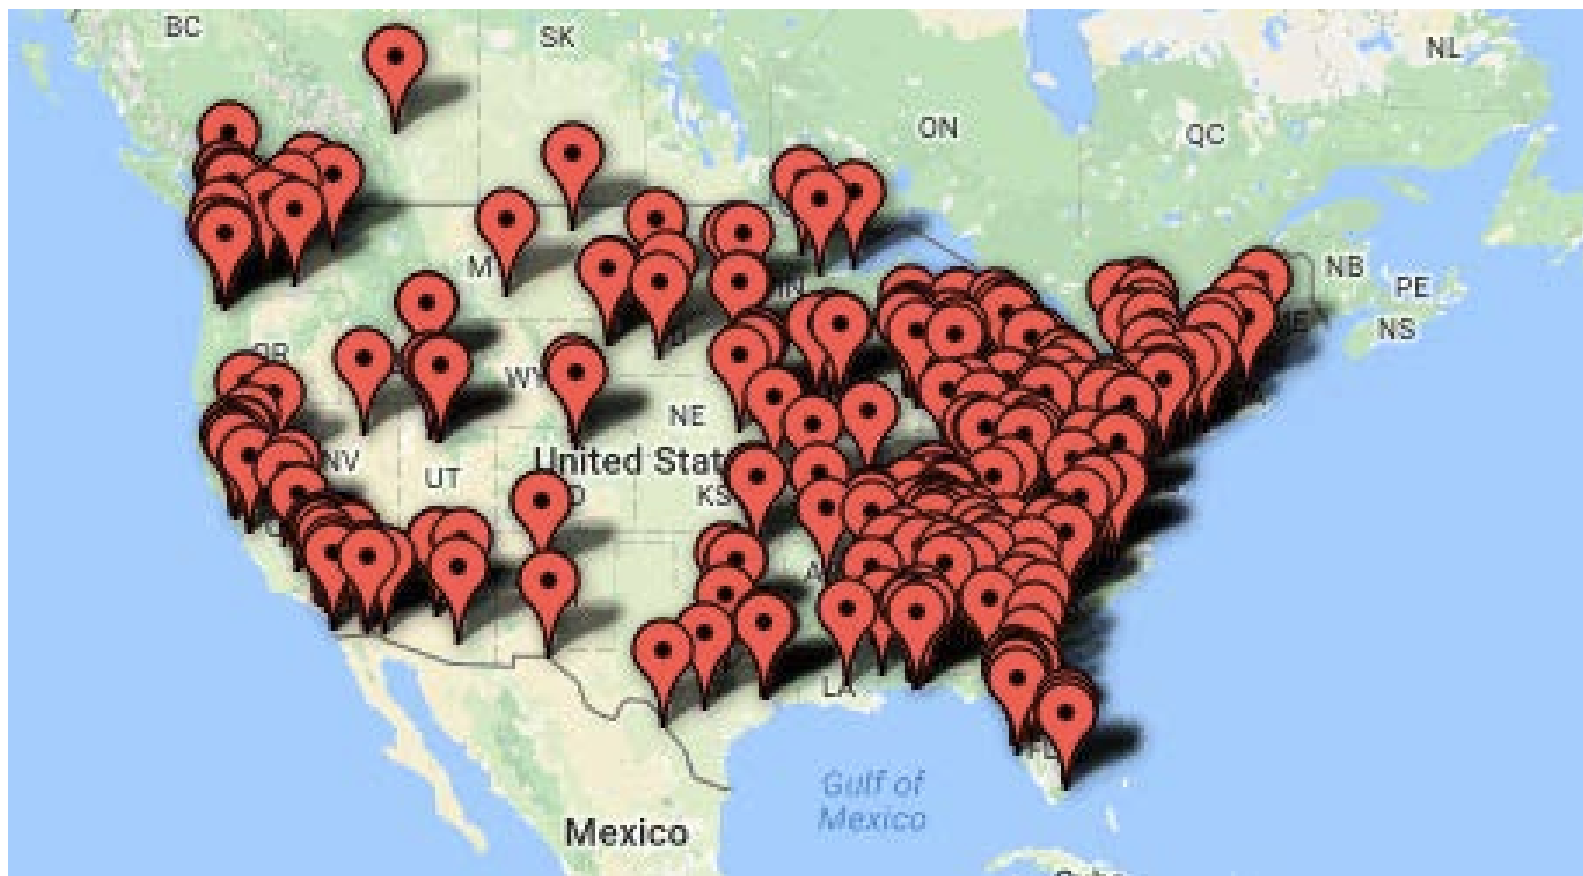 BC
SK
NL
ON
QC
NB
PE
NS
NE
United Stat
NV
UT
KS
LA
FL
Gulf of
Mexico
Mexico